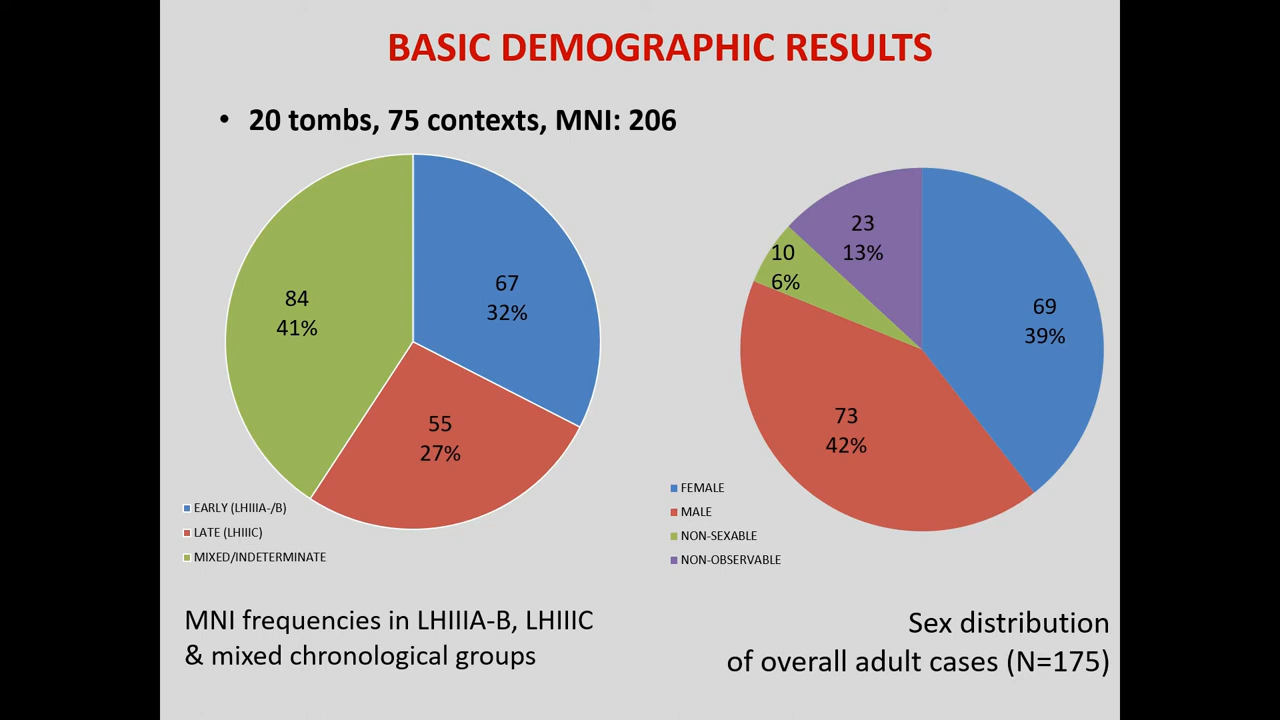 BASIC DEMOGRAPHIC RESULTS
• 20 tombs, 75 contexts, MNI: 206
84
41%
67
32%
55
27%
EARLY (LHIIIA-/B)
LATE (LHIIIC)
MIXED/INDETERMINATE
MNI frequencies in LHIIIA-B, LHIIIC
& mixed chronological groups
23
13%
10
6%
69
39%
73
42%
FEMALE
MALE
NON-SEXABLE
NON-OBSERVABLE
Sex distribution
of overall adult cases (N=175)